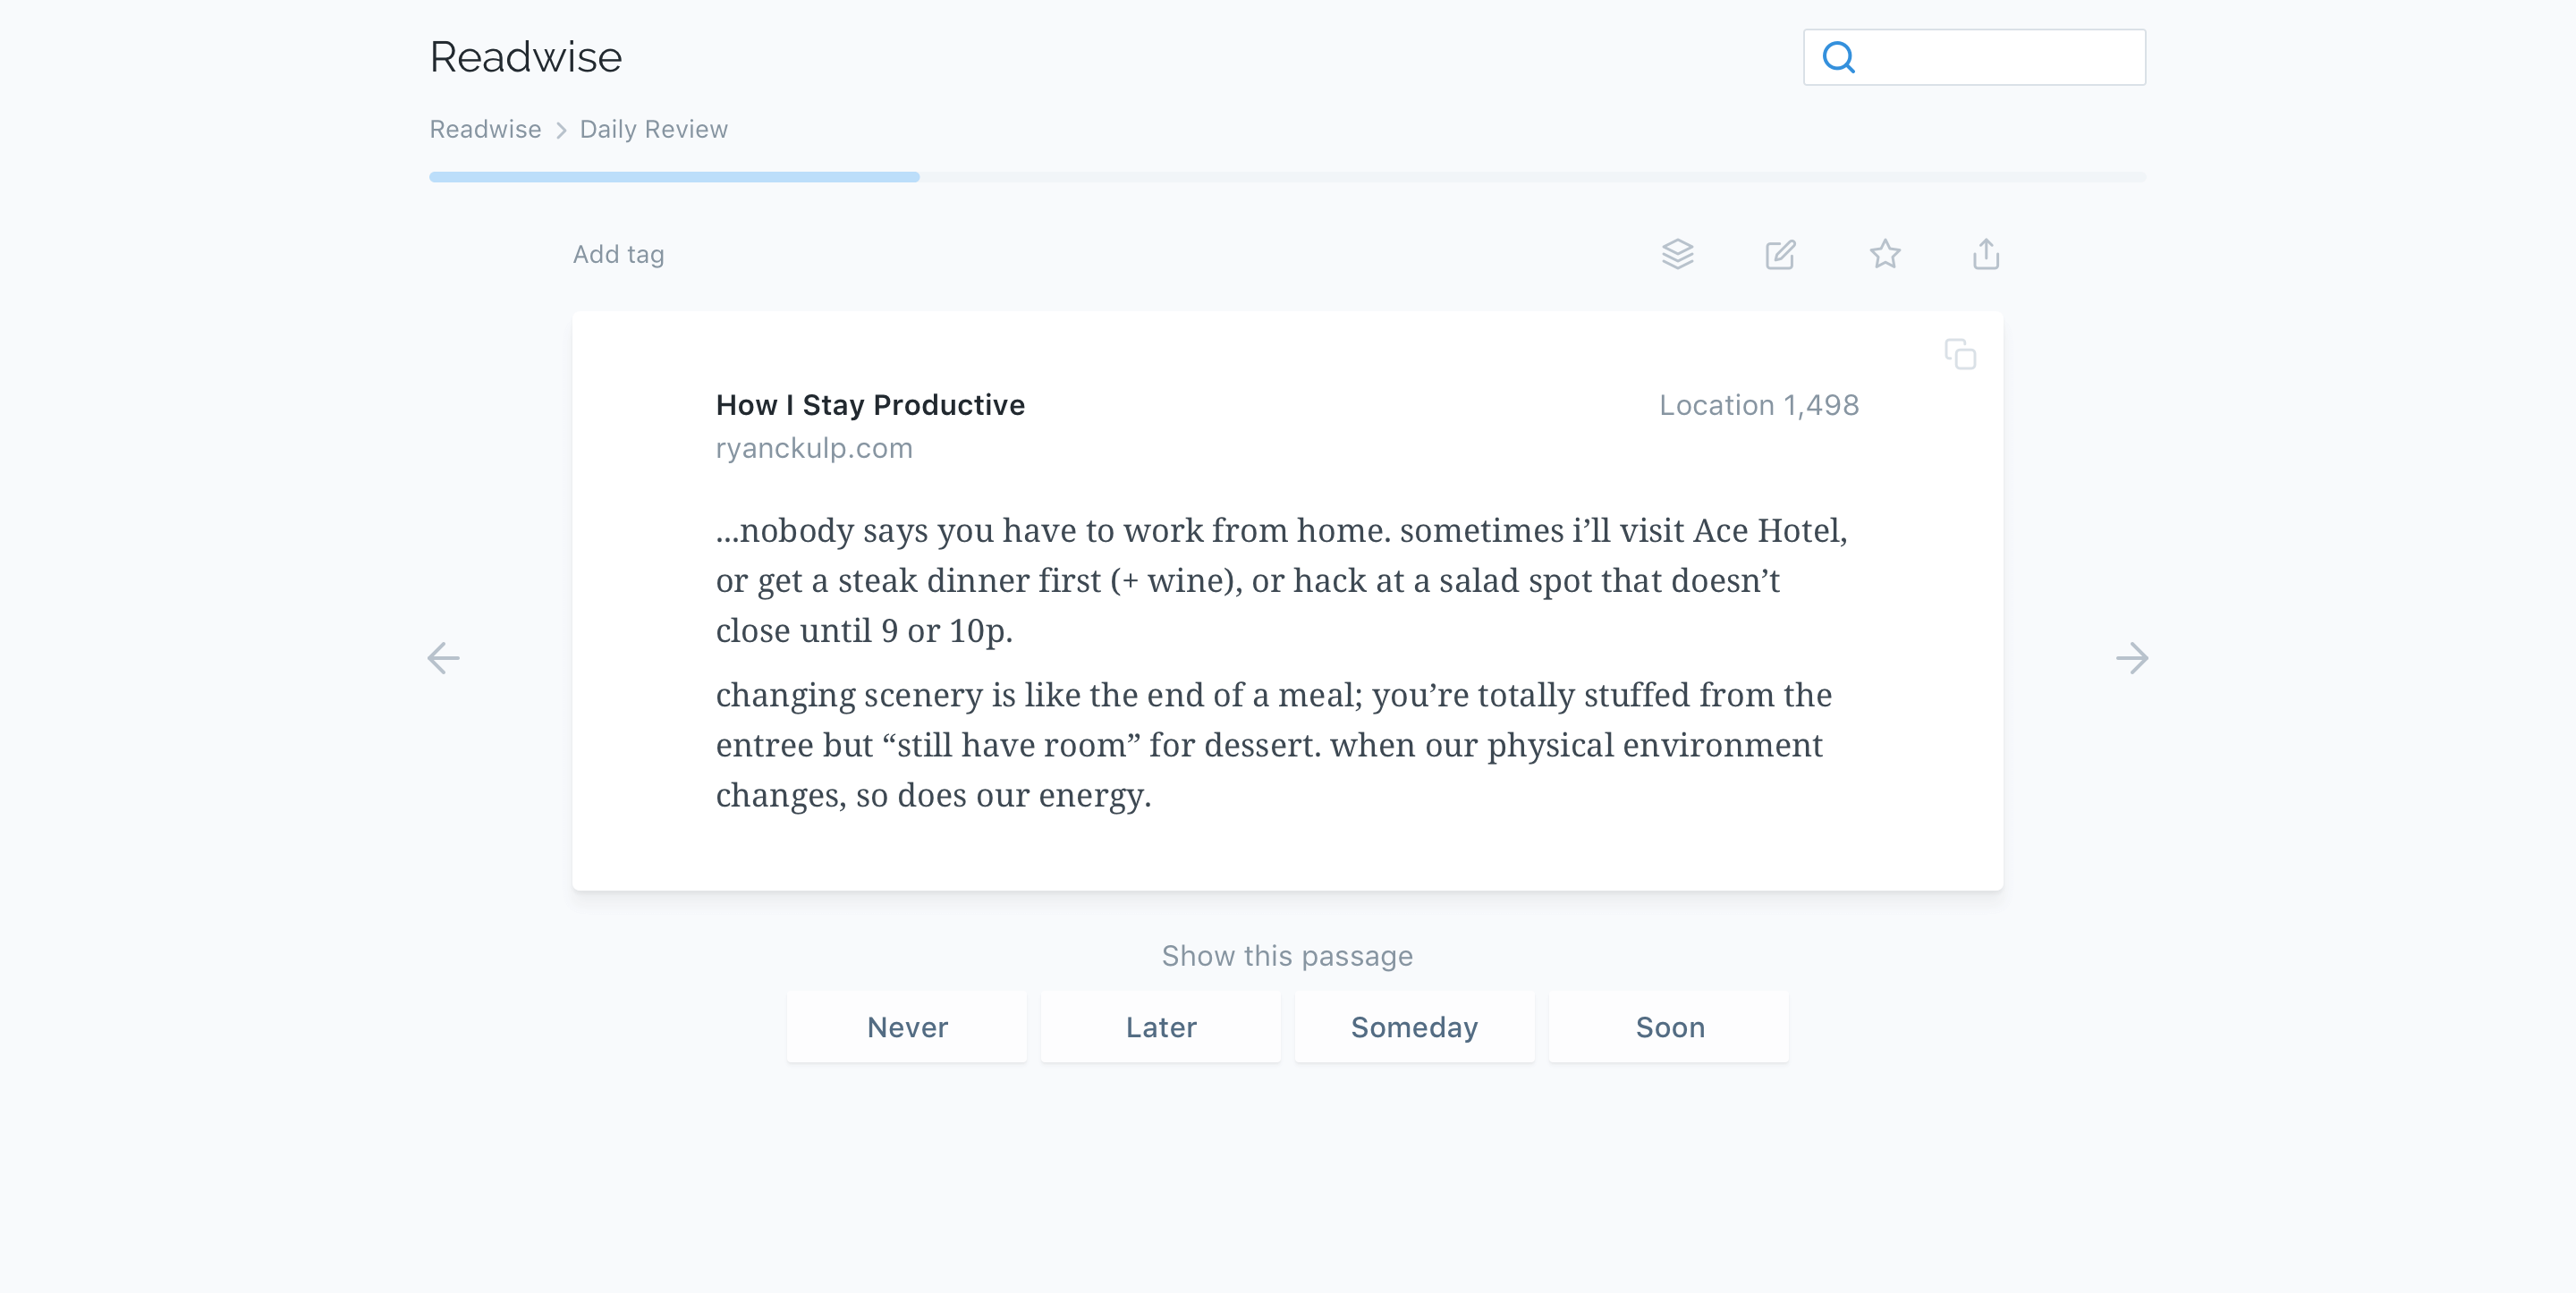 Readwise
Readwise > Daily Review
Add tag
How I Stay Productive
Location 1,498
ryanckulp.com
...nobody says you have to work from home. sometimes i’ll visit Ace Hotel,
or get a steak dinner first (+ wine), or hack at a salad spot that doesn’t
close until 9 or 10p.
changing scenery is like the end of a meal; you’re totally stuffed from the
entree but “still have room” for dessert. when our physical environment
changes, so does our energy.
Show this passage
Never
Later
Someday
Soon